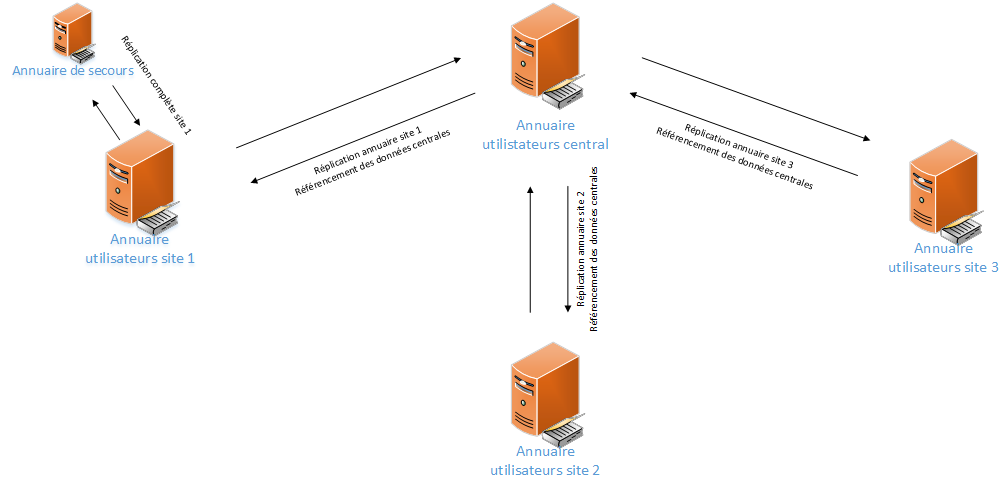 Annuaire de secours
Réplication complète site 1
Annuaire
utilisateurs site 1
Réplication annuaire site 1
Référencement des données centrales
Annuaire
utilistateurs central
Réplication annuaire site 3
Référencement des données centrales
Annuaire
utilisateurs site 3
Réplication annuaire site 2
Référencement des données centrales
Annuaire
utilisateurs site 2